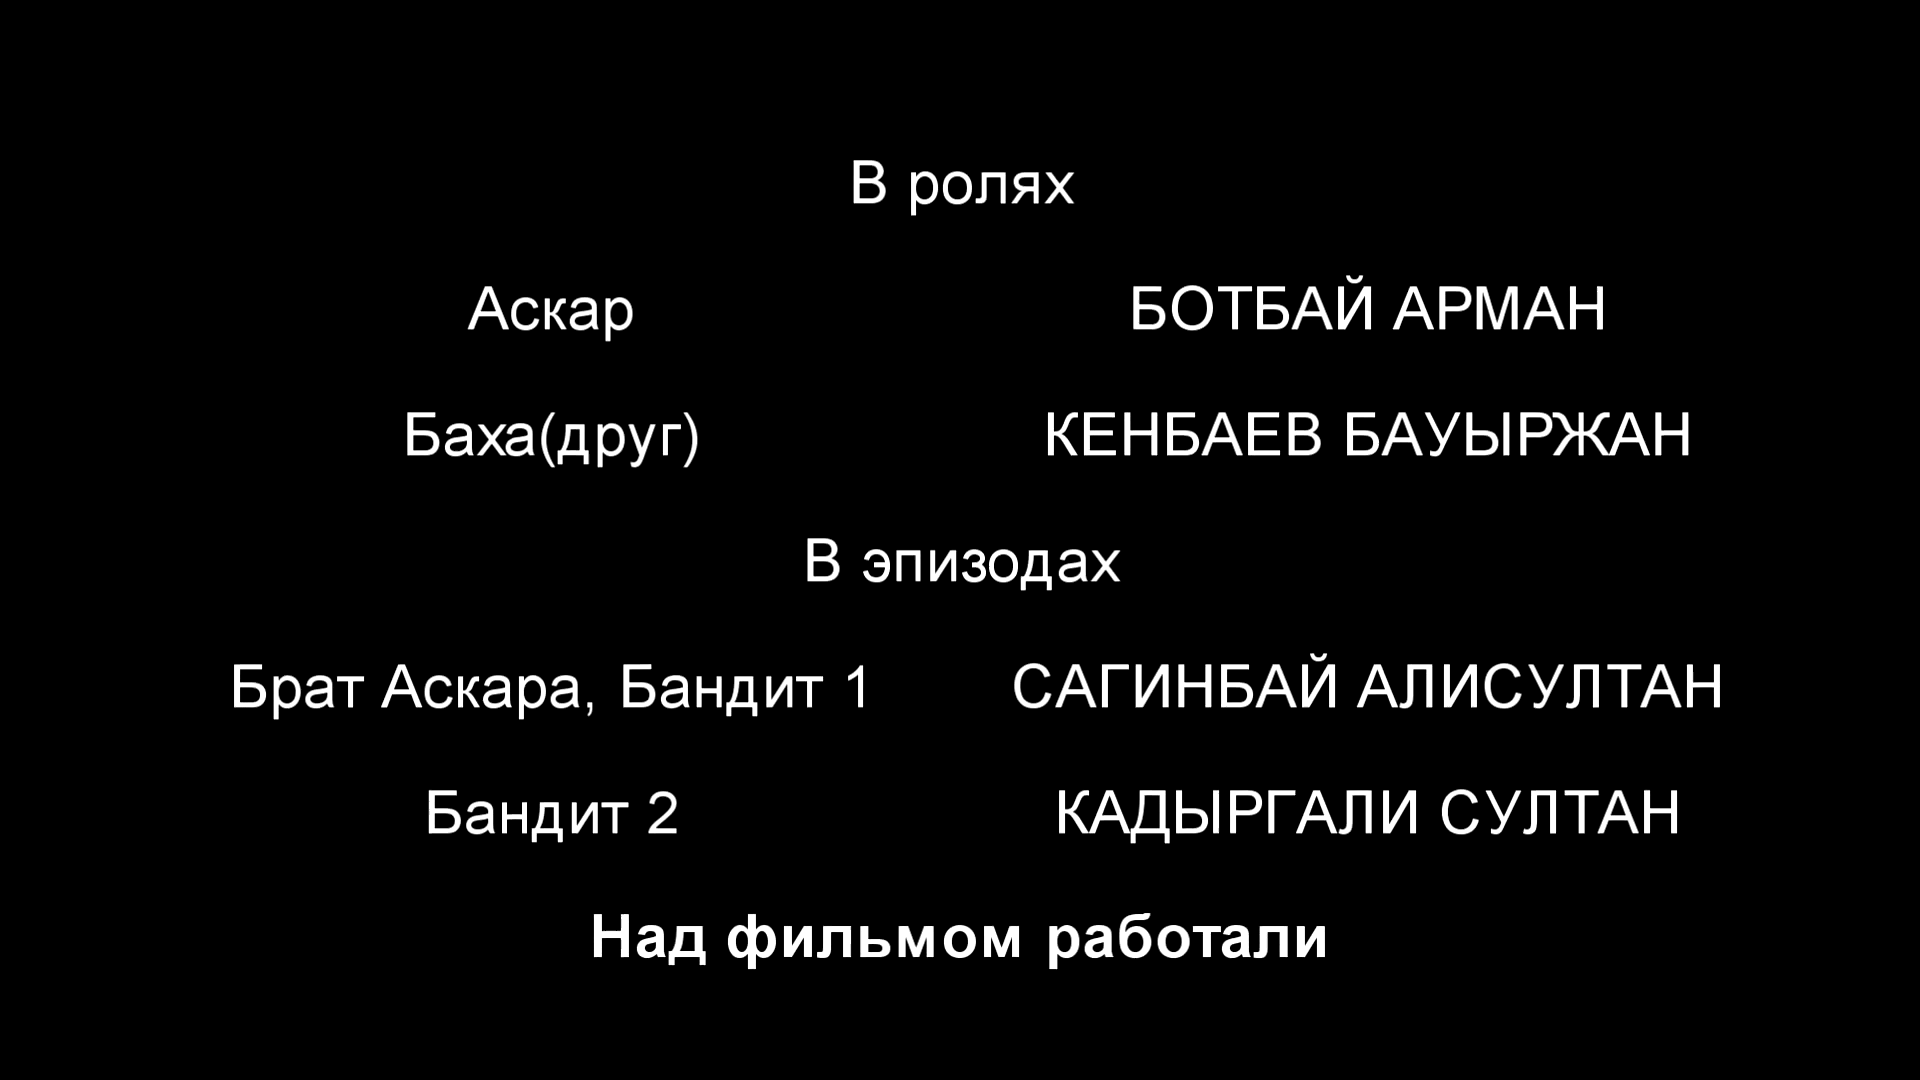 В ролях
Аскар БОТБАЙ АРМАН
Баха(друг) КЕНБАЕВ БАУЫРЖАН
В эпизодах
Брат Аскара, Бандит 1 САГИНБАЙ АЛИСУЛТАН
Бандит 2 КАДЫРГАЛИ СУЛТАН
Над фильмом работали